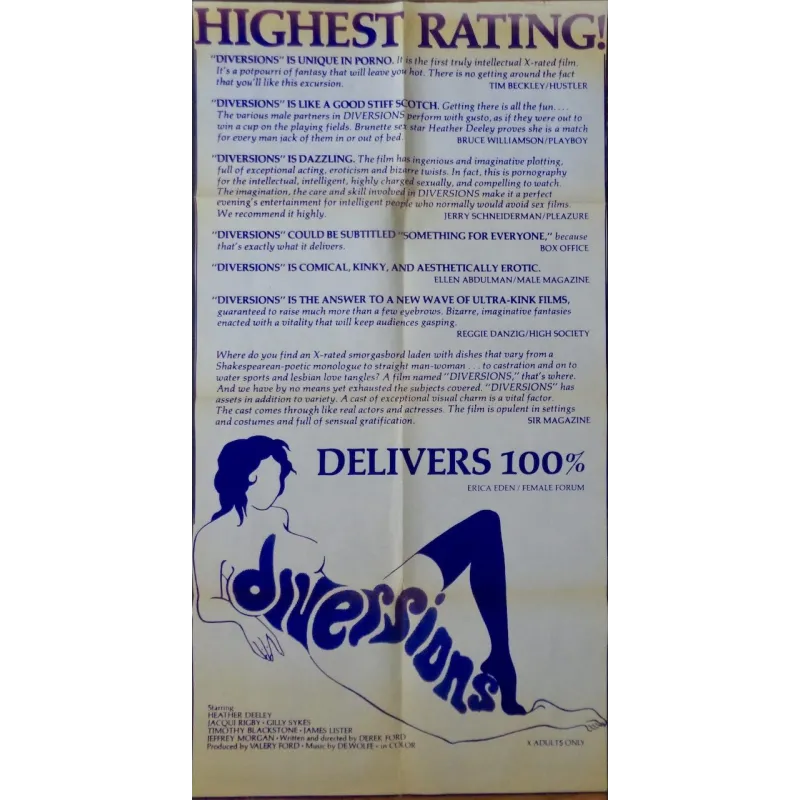 HIGHEST RATING!
"DIVERSIONS" IS UNIQUE IN PORNO. It is the first truly intellectual X-rated film.
It's a potpourri of fantasy that will leave you hot. There is no getting around the fact
that you'll like this excursion.
TIM BECKLEY/HUSTLER
"DIVERSIONS" IS LIKE A GOOD STIFF SCOTCH. Getting there is all the fun....
The various male partners in DIVERSIONS perform with gusto, as if they were out to
win a cup on the playing fields. Brunette sex star Heather Deeley proves she is a match
for every man jack of them in or out of bed.
BRUCE WILLIAMSON/PLAYBOY
"DIVERSIONS" IS DAZZLING. The film has ingenious and imaginative plotting,
full of exceptional acting, eroticism and bizarre twists. In fact, this is pornography
for the intellectual, intelligent, highly charged sexually, and compelling to watch.
The imagination, the care and skill involved in DIVERSIONS make it a perfect
evening's entertainment for intelligent people who normally would avoid sex films.
We recommend it highly.
JERRY SCHNEIDERMAN/PLEAZURE
"DIVERSIONS" COULD BE SUBTITLED "SOMETHING FOR EVERYONE," because
that's exactly what it delivers.
BOX OFFICE
"DIVERSIONS" IS COMICAL, KINKY, AND AESTHETICALLY EROTIC.
ELLEN ABDULMAN/MALE MAGAZINE
"DIVERSIONS" IS THE ANSWER TO A NEW WAVE OF ULTRA-KINK FILMS,
guaranteed to raise much more than a few eyebrows. Bizarre, imaginative fantasies
enacted with a vitality that will keep audiences gasping.
REGGIE DANZIG/HIGH SOCIETY
Where do you find an X-rated smorgasbord laden with dishes that vary from a
Shakespearean-poetic monologue to straight man-woman . . . to castration and on to
water sports and lesbian love tangles? A film named "DIVERSIONS," that's where.
And we have by no means yet exhausted the subjects covered. "DIVERSIONS" has
assets in addition to variety. A cast of exceptional visual charm is a vital factor.
The cast comes through like real actors and actresses. The film is opulent in settings
and costumes and full of sensual gratification.
SIR MAGAZINE
DELIVERS 100%
ERICA EDEN / FEMALE FORUM
diversions
Starring
HEATHER DEELEY
JACQUI RIGBY • GILLY SYKES
TIMOTHY BLACKSTONE • JAMES LISTER
JEFFREY MORGAN • Written and directed by DEREK FORD
Produced by VALERY FORD • Music by DE WOLFE • in COLOR
X ADULTS ONLY